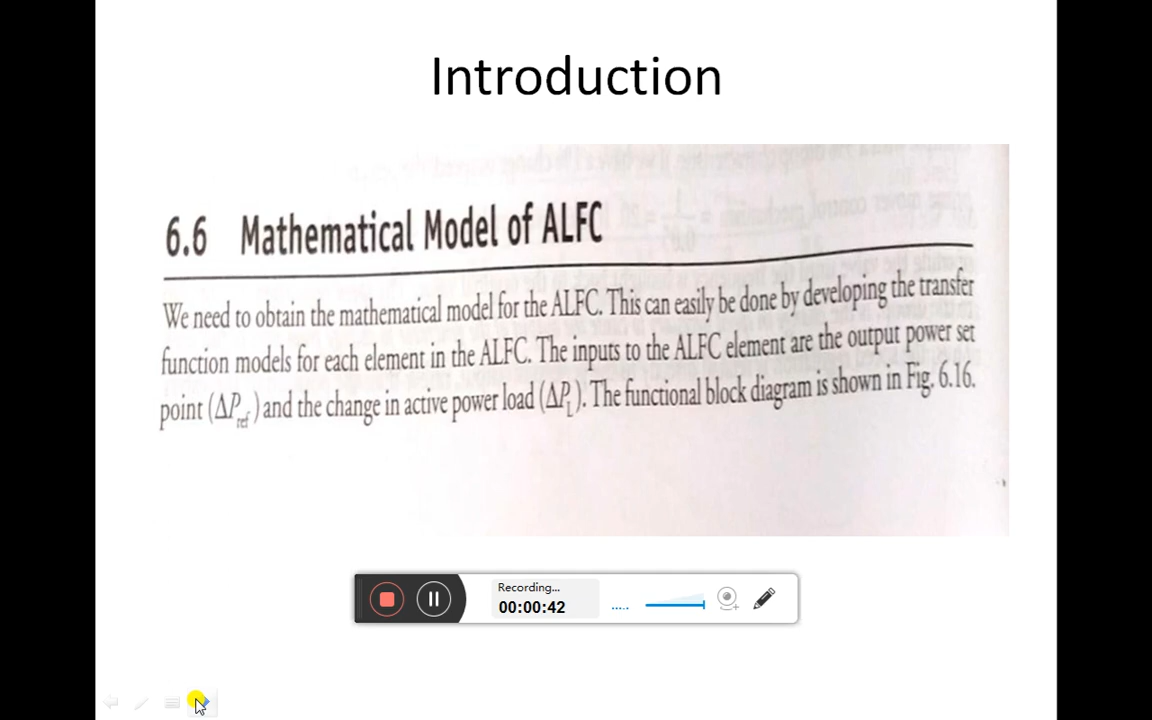 Introduction
6.6 Mathematical Model of ALFC
We need to obtain the mathematical model for the ALFC. This can easily be done by developing the transfer
function models for each element in the ALFC. The inputs to the ALFC element are the output power set
point (ΔP_ref) and the change in active power load (ΔP_L). The functional block diagram is shown in Fig. 6.16.
Recording...
00:00:42